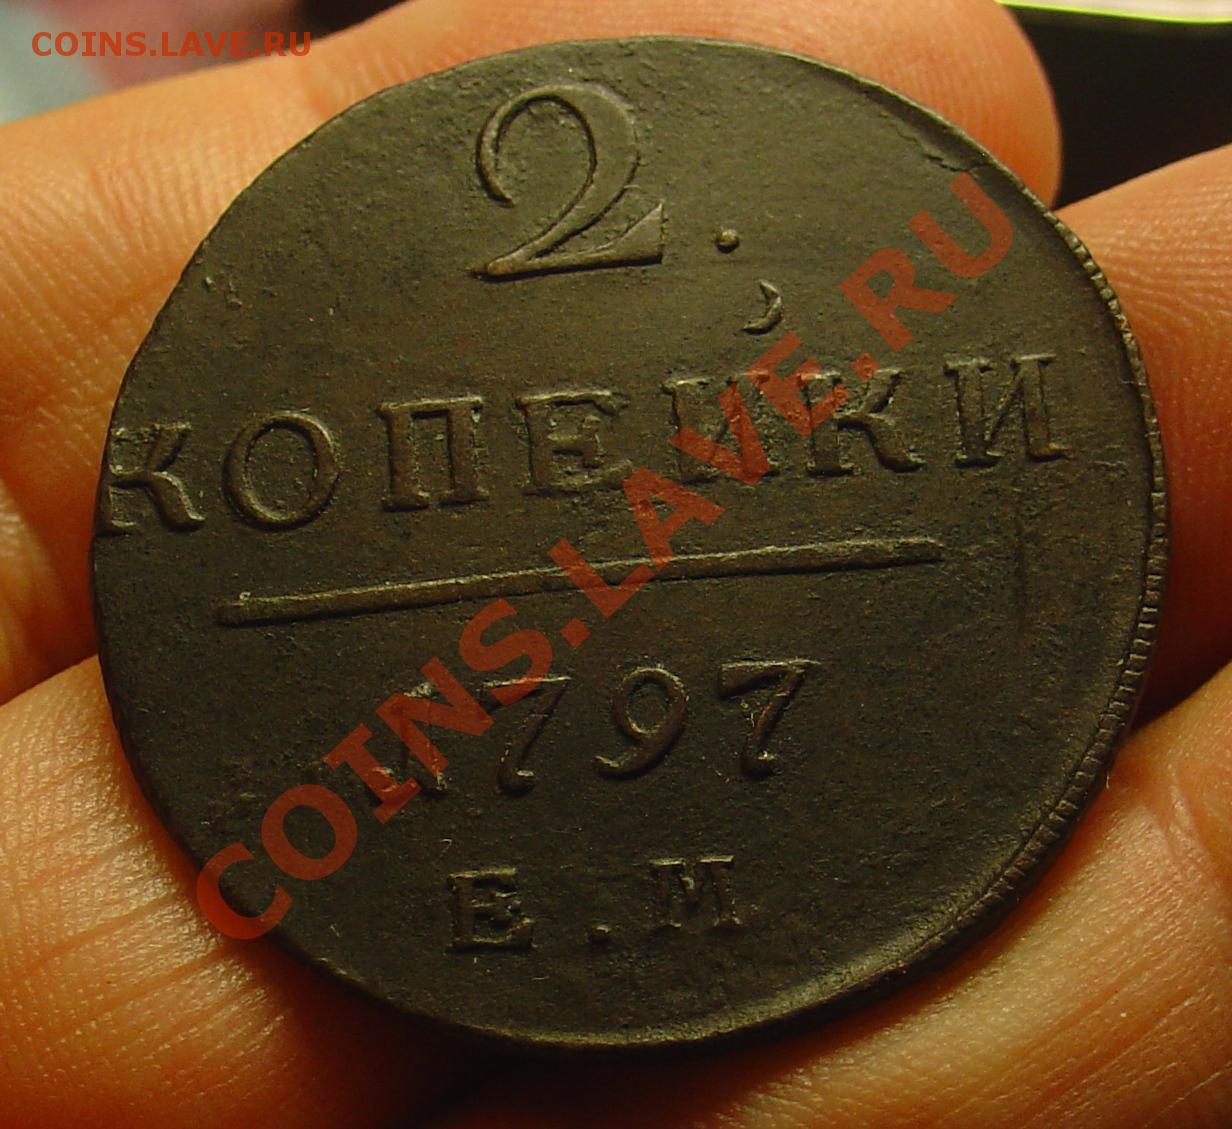 COINS.LAVE.RU
2.
КОПЕЙКИ
1797
Е.М
COINS.LAVE.RU